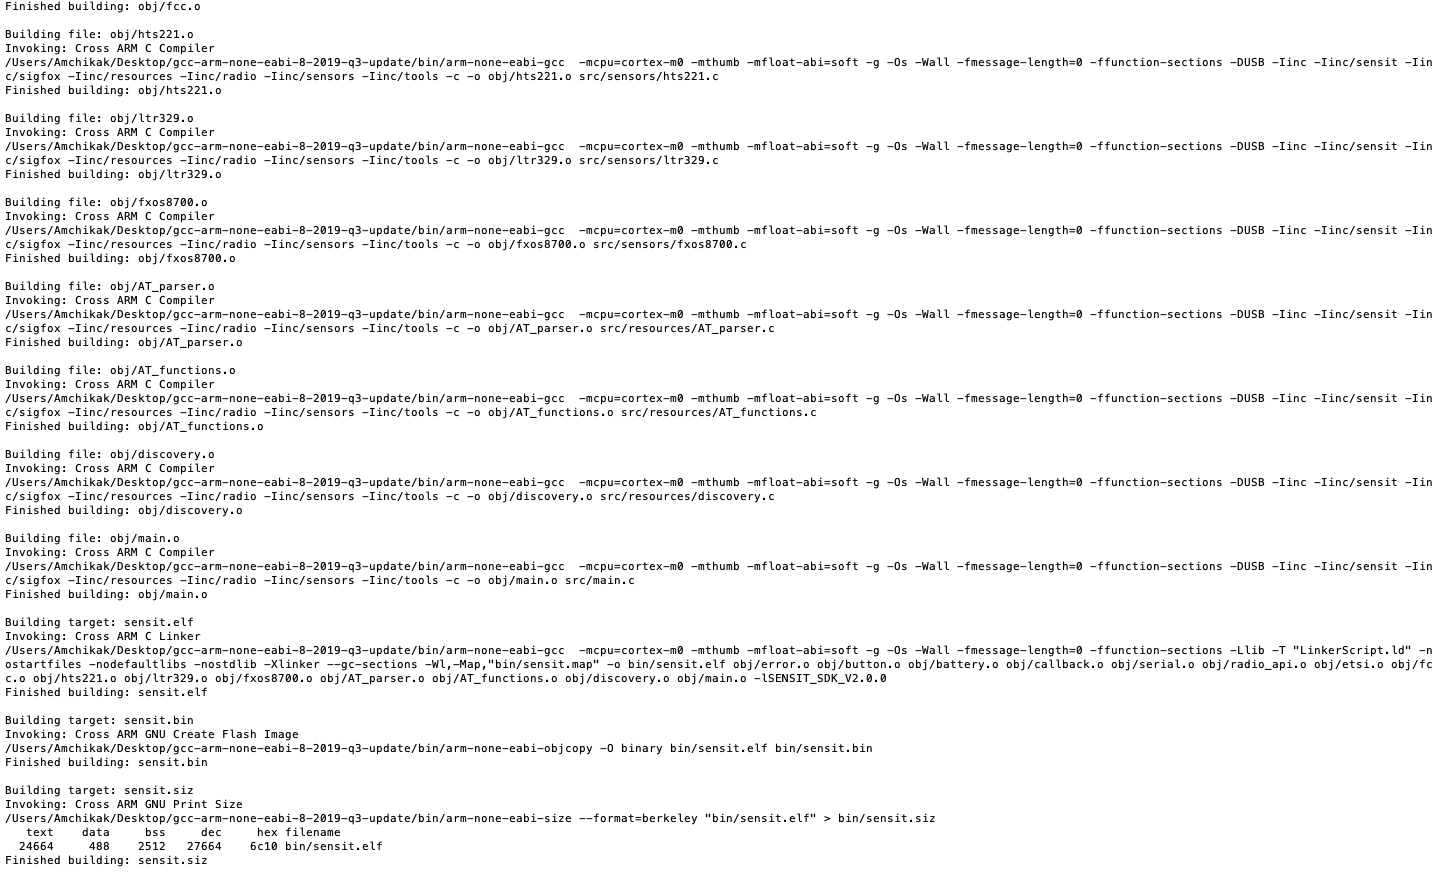 Finished building: obj/fcc.o
Building file: obj/hts221.o
Invoking: Cross ARM C Compiler
/Users/Amchikak/Desktop/gcc-arm-none-eabi-8-2019-q3-update/bin/arm-none-eabi-gcc  -mcpu=cortex-m0 -mthumb -mfloat-abi=soft -g -Os -Wall -fmessage-length=0 -ffunction-sections -DUSB -Iinc -Iinc/sensit -Iin
c/sigfox -Iinc/resources -Iinc/radio -Iinc/sensors -Iinc/tools -c -o obj/hts221.o src/sensors/hts221.c
Finished building: obj/hts221.o
Building file: obj/ltr329.o
Invoking: Cross ARM C Compiler
/Users/Amchikak/Desktop/gcc-arm-none-eabi-8-2019-q3-update/bin/arm-none-eabi-gcc  -mcpu=cortex-m0 -mthumb -mfloat-abi=soft -g -Os -Wall -fmessage-length=0 -ffunction-sections -DUSB -Iinc -Iinc/sensit -Iin
c/sigfox -Iinc/resources -Iinc/radio -Iinc/sensors -Iinc/tools -c -o obj/ltr329.o src/sensors/ltr329.c
Finished building: obj/ltr329.o
Building file: obj/fxos8700.o
Invoking: Cross ARM C Compiler
/Users/Amchikak/Desktop/gcc-arm-none-eabi-8-2019-q3-update/bin/arm-none-eabi-gcc  -mcpu=cortex-m0 -mthumb -mfloat-abi=soft -g -Os -Wall -fmessage-length=0 -ffunction-sections -DUSB -Iinc -Iinc/sensit -Iin
c/sigfox -Iinc/resources -Iinc/radio -Iinc/sensors -Iinc/tools -c -o obj/fxos8700.o src/sensors/fxos8700.c
Finished building: obj/fxos8700.o
Building file: obj/AT_parser.o
Invoking: Cross ARM C Compiler
/Users/Amchikak/Desktop/gcc-arm-none-eabi-8-2019-q3-update/bin/arm-none-eabi-gcc  -mcpu=cortex-m0 -mthumb -mfloat-abi=soft -g -Os -Wall -fmessage-length=0 -ffunction-sections -DUSB -Iinc -Iinc/sensit -Iin
c/sigfox -Iinc/resources -Iinc/radio -Iinc/sensors -Iinc/tools -c -o obj/AT_parser.o src/resources/AT_parser.c
Finished building: obj/AT_parser.o
Building file: obj/AT_functions.o
Invoking: Cross ARM C Compiler
/Users/Amchikak/Desktop/gcc-arm-none-eabi-8-2019-q3-update/bin/arm-none-eabi-gcc  -mcpu=cortex-m0 -mthumb -mfloat-abi=soft -g -Os -Wall -fmessage-length=0 -ffunction-sections -DUSB -Iinc -Iinc/sensit -Iin
c/sigfox -Iinc/resources -Iinc/radio -Iinc/sensors -Iinc/tools -c -o obj/AT_functions.o src/resources/AT_functions.c
Finished building: obj/AT_functions.o
Building file: obj/discovery.o
Invoking: Cross ARM C Compiler
/Users/Amchikak/Desktop/gcc-arm-none-eabi-8-2019-q3-update/bin/arm-none-eabi-gcc  -mcpu=cortex-m0 -mthumb -mfloat-abi=soft -g -Os -Wall -fmessage-length=0 -ffunction-sections -DUSB -Iinc -Iinc/sensit -Iin
c/sigfox -Iinc/resources -Iinc/radio -Iinc/sensors -Iinc/tools -c -o obj/discovery.o src/resources/discovery.c
Finished building: obj/discovery.o
Building file: obj/main.o
Invoking: Cross ARM C Compiler
/Users/Amchikak/Desktop/gcc-arm-none-eabi-8-2019-q3-update/bin/arm-none-eabi-gcc  -mcpu=cortex-m0 -mthumb -mfloat-abi=soft -g -Os -Wall -fmessage-length=0 -ffunction-sections -DUSB -Iinc -Iinc/sensit -Iin
c/sigfox -Iinc/resources -Iinc/radio -Iinc/sensors -Iinc/tools -c -o obj/main.o src/main.c
Finished building: obj/main.o
Building target: sensit.elf
Invoking: Cross ARM C Linker
/Users/Amchikak/Desktop/gcc-arm-none-eabi-8-2019-q3-update/bin/arm-none-eabi-gcc  -mcpu=cortex-m0 -mthumb -mfloat-abi=soft -g -Os -Wall -fmessage-length=0 -ffunction-sections -Llib -T "LinkerScript.ld" -n
ostartfiles -nodefaultlibs -nostdlib -Xlinker --gc-sections -Wl,-Map,"bin/sensit.map" -o bin/sensit.elf obj/error.o obj/button.o obj/battery.o obj/callback.o obj/serial.o obj/radio_api.o obj/etsi.o obj/fc
c.o obj/hts221.o obj/ltr329.o obj/fxos8700.o obj/AT_parser.o obj/AT_functions.o obj/discovery.o obj/main.o -lSENSIT_SDK_V2.0.0
Finished building: sensit.elf
Building target: sensit.bin
Invoking: Cross ARM GNU Create Flash Image
/Users/Amchikak/Desktop/gcc-arm-none-eabi-8-2019-q3-update/bin/arm-none-eabi-objcopy -O binary bin/sensit.elf bin/sensit.bin
Finished building: sensit.bin
Building target: sensit.siz
Invoking: Cross ARM GNU Print Size
/Users/Amchikak/Desktop/gcc-arm-none-eabi-8-2019-q3-update/bin/arm-none-eabi-size --format=berkeley "bin/sensit.elf" > bin/sensit.siz
   text    data     bss     dec     hex filename
  24664     488    2512   27664    6c10 bin/sensit.elf
Finished building: sensit.siz